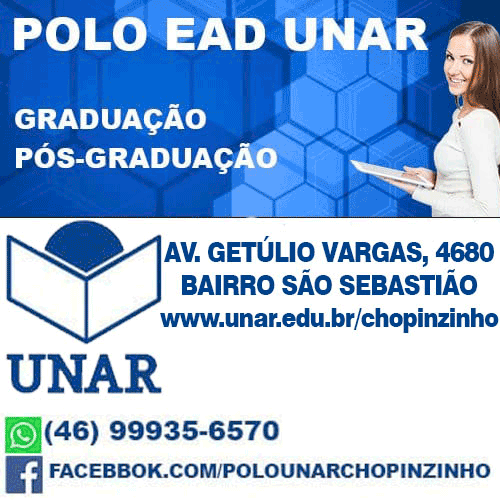 POLO EAD UNAR
GRADUAÇÃO
PÓS-GRADUAÇÃO
AV. GETÚLIO VARGAS, 4680
BAIRRO SÃO SEBASTIÃO
www.unar.edu.br/chopinzinho
UNAR
(46) 99935-6570
FACEBBOK.COM/POLOUNARCHOPINZINHO